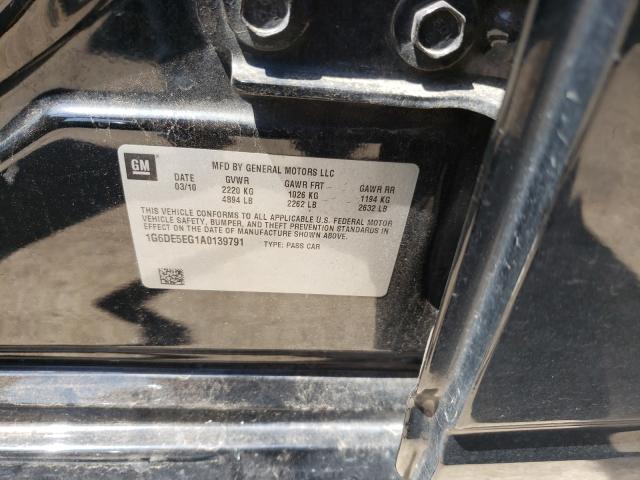 GM
MFD BY GENERAL MOTORS LLC
DATE GVWR GAWR FRT GAWR RR
03/10 2220 KG 1026 KG 1194 KG
4894 LB 2262 LB 2632 LB
THIS VEHICLE CONFORMS TO ALL APPLICABLE U.S. FEDERAL MOTOR
VEHICLE SAFETY, BUMPER, AND THEFT PREVENTION STANDARDS
IN EFFECT ON THE DATE OF MANUFACTURE SHOWN ABOVE.
1G6DE5EG1A0139791 TYPE: PASS CAR